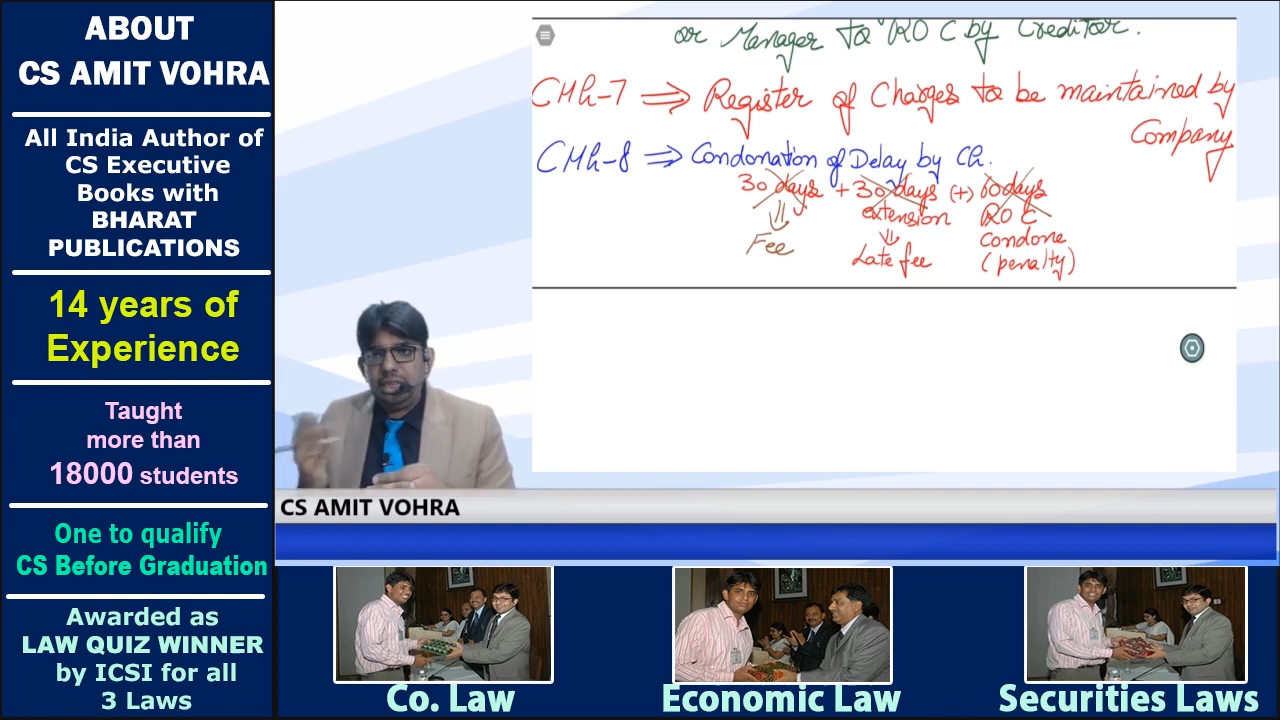 ABOUT
CS AMIT VOHRA
All India Author of
CS Executive
Books with
BHARAT
PUBLICATIONS
14 years of
Experience
Taught
more than
18000 students
One to qualify
CS Before Graduation
Awarded as
LAW QUIZ WINNER
by ICSI for all
3 Laws
or Manager to ROC by Creditor.
CHG-7 ⇒ Register of Charges to be maintained by
Company
CHG-8 ⇒ Condonation of Delay by CG.
30 days + 30 days (+) 60 days
extension ROC
Fee Condone
Late fee (penalty)
CS AMIT VOHRA
Co. Law Economic Law Securities Laws